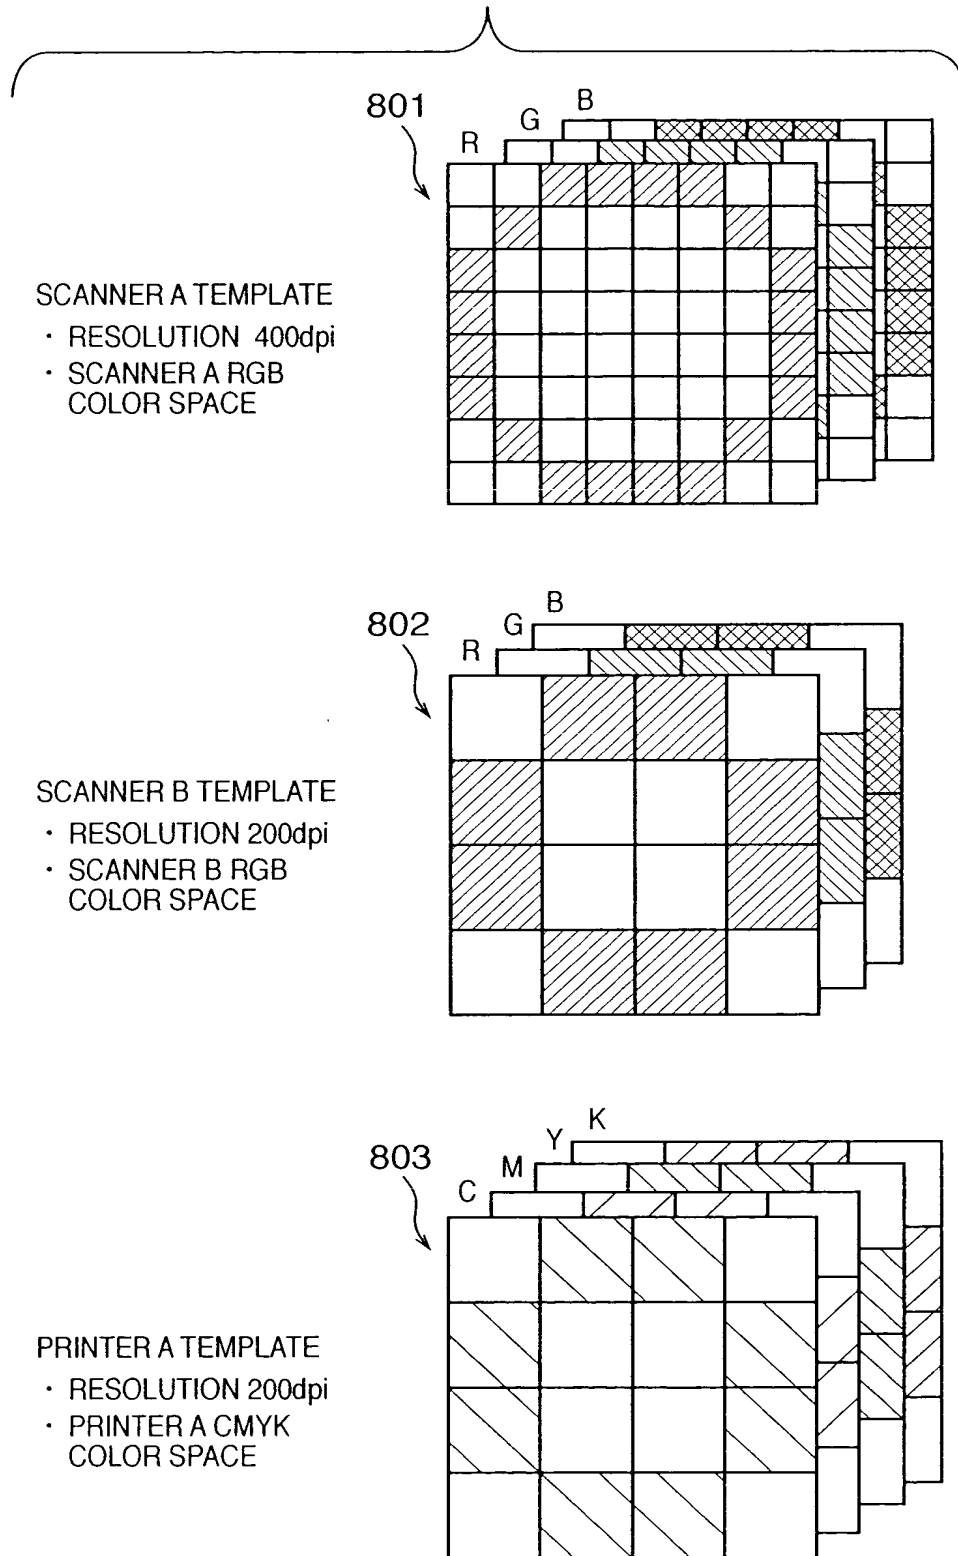 801
R
G
B
SCANNER A TEMPLATE
· RESOLUTION 400dpi
· SCANNER A RGB
COLOR SPACE
802
R
G
B
SCANNER B TEMPLATE
· RESOLUTION 200dpi
· SCANNER B RGB
COLOR SPACE
803
C
M
Y
K
PRINTER A TEMPLATE
· RESOLUTION 200dpi
· PRINTER A CMYK
COLOR SPACE